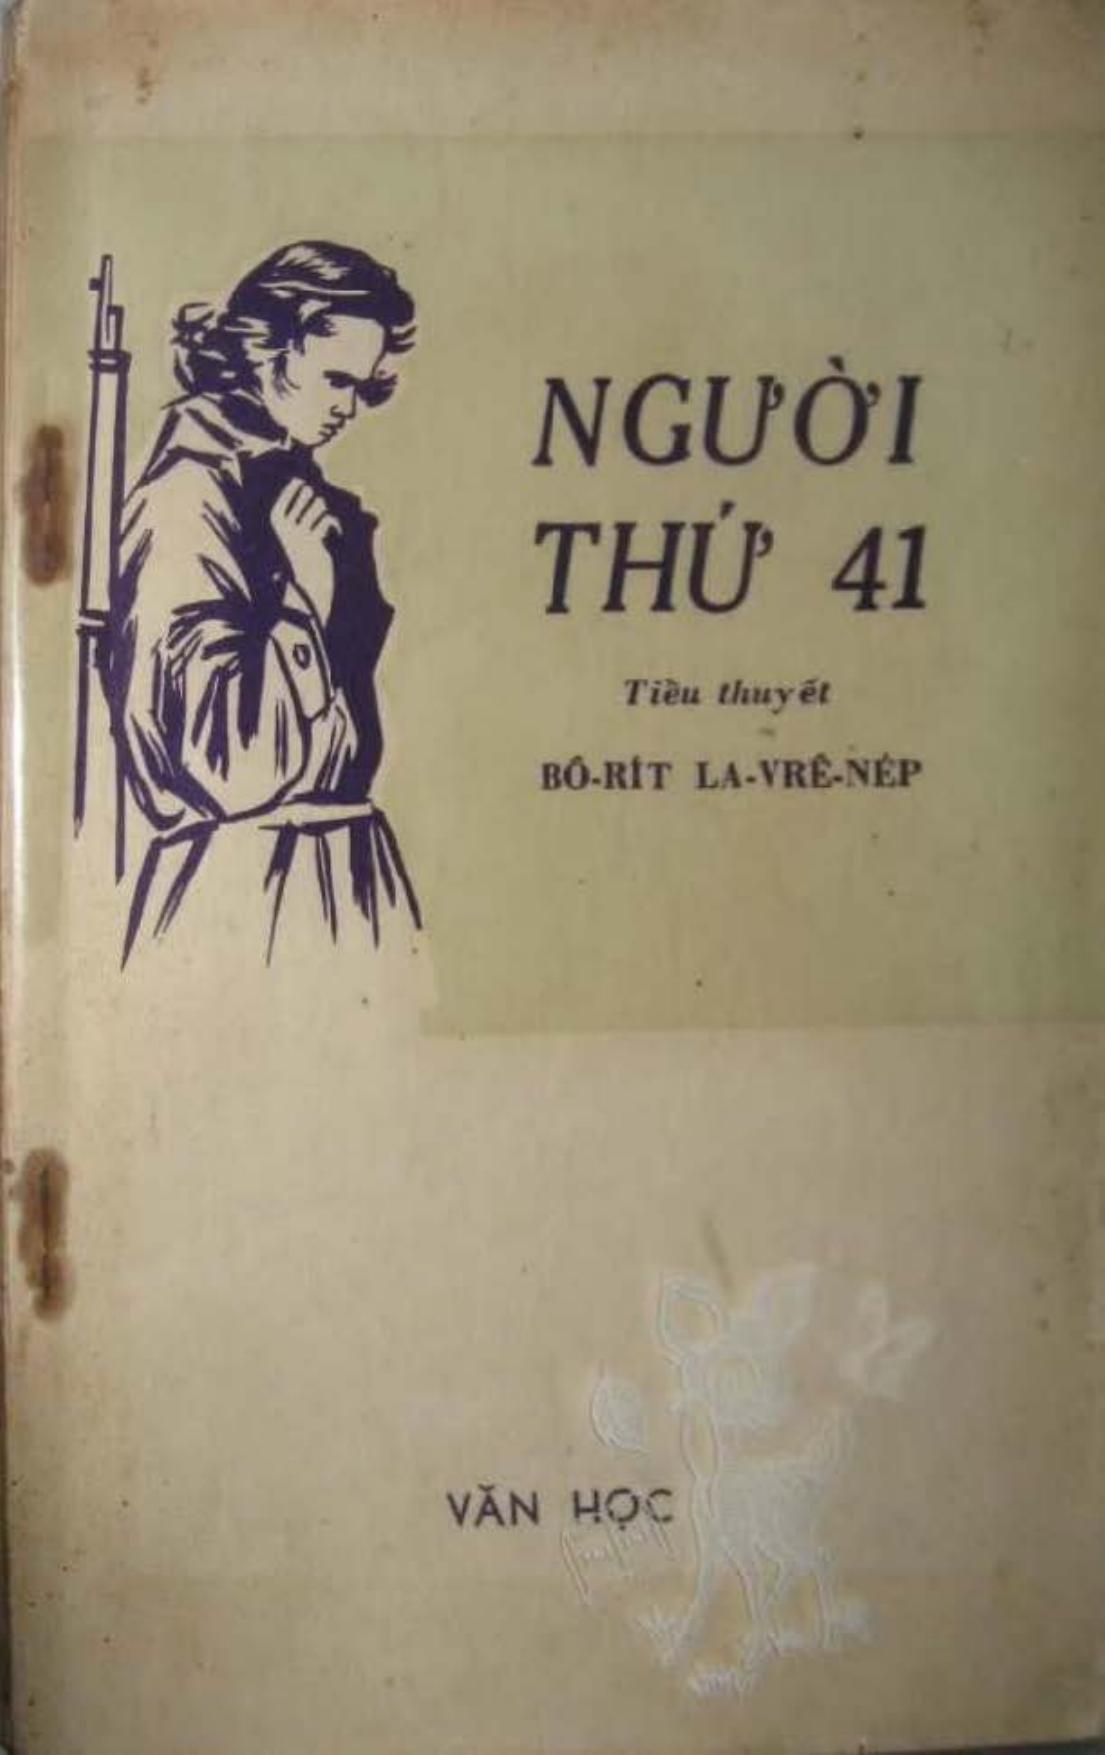 NGƯỜI
THỨ 41
Tiểu thuyết
BÔ-RÍT LA-VRÊ-NÉP
VĂN HỌC